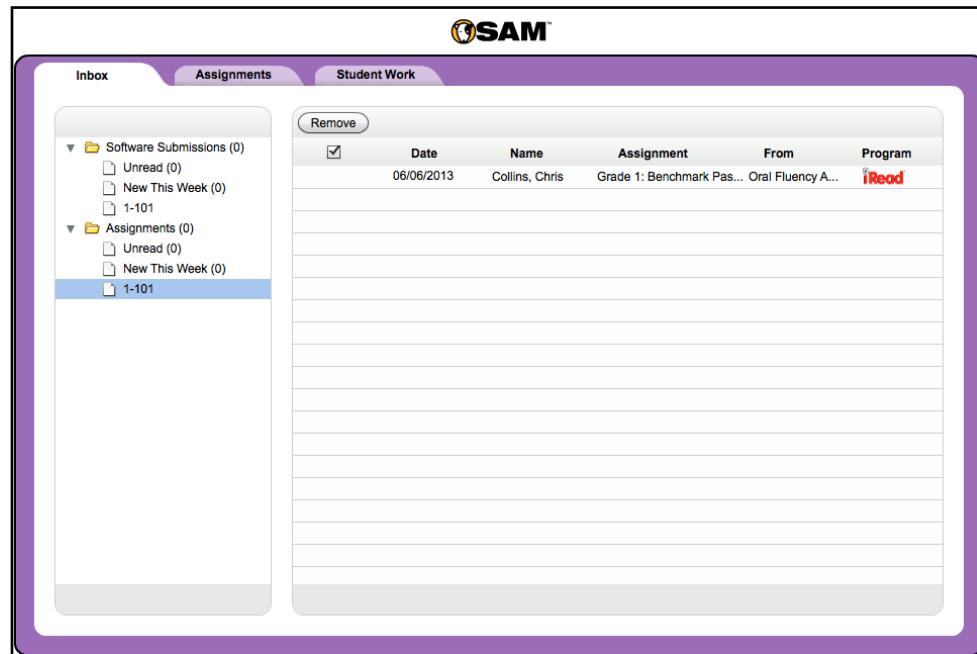 SAM™
Inbox Assignments Student Work
Remove
Software Submissions (0)
Unread (0)
New This Week (0)
1-101
Assignments (0)
Unread (0)
New This Week (0)
1-101
Date Name Assignment From Program
06/06/2013 Collins, Chris Grade 1: Benchmark Pas... Oral Fluency A... iRead